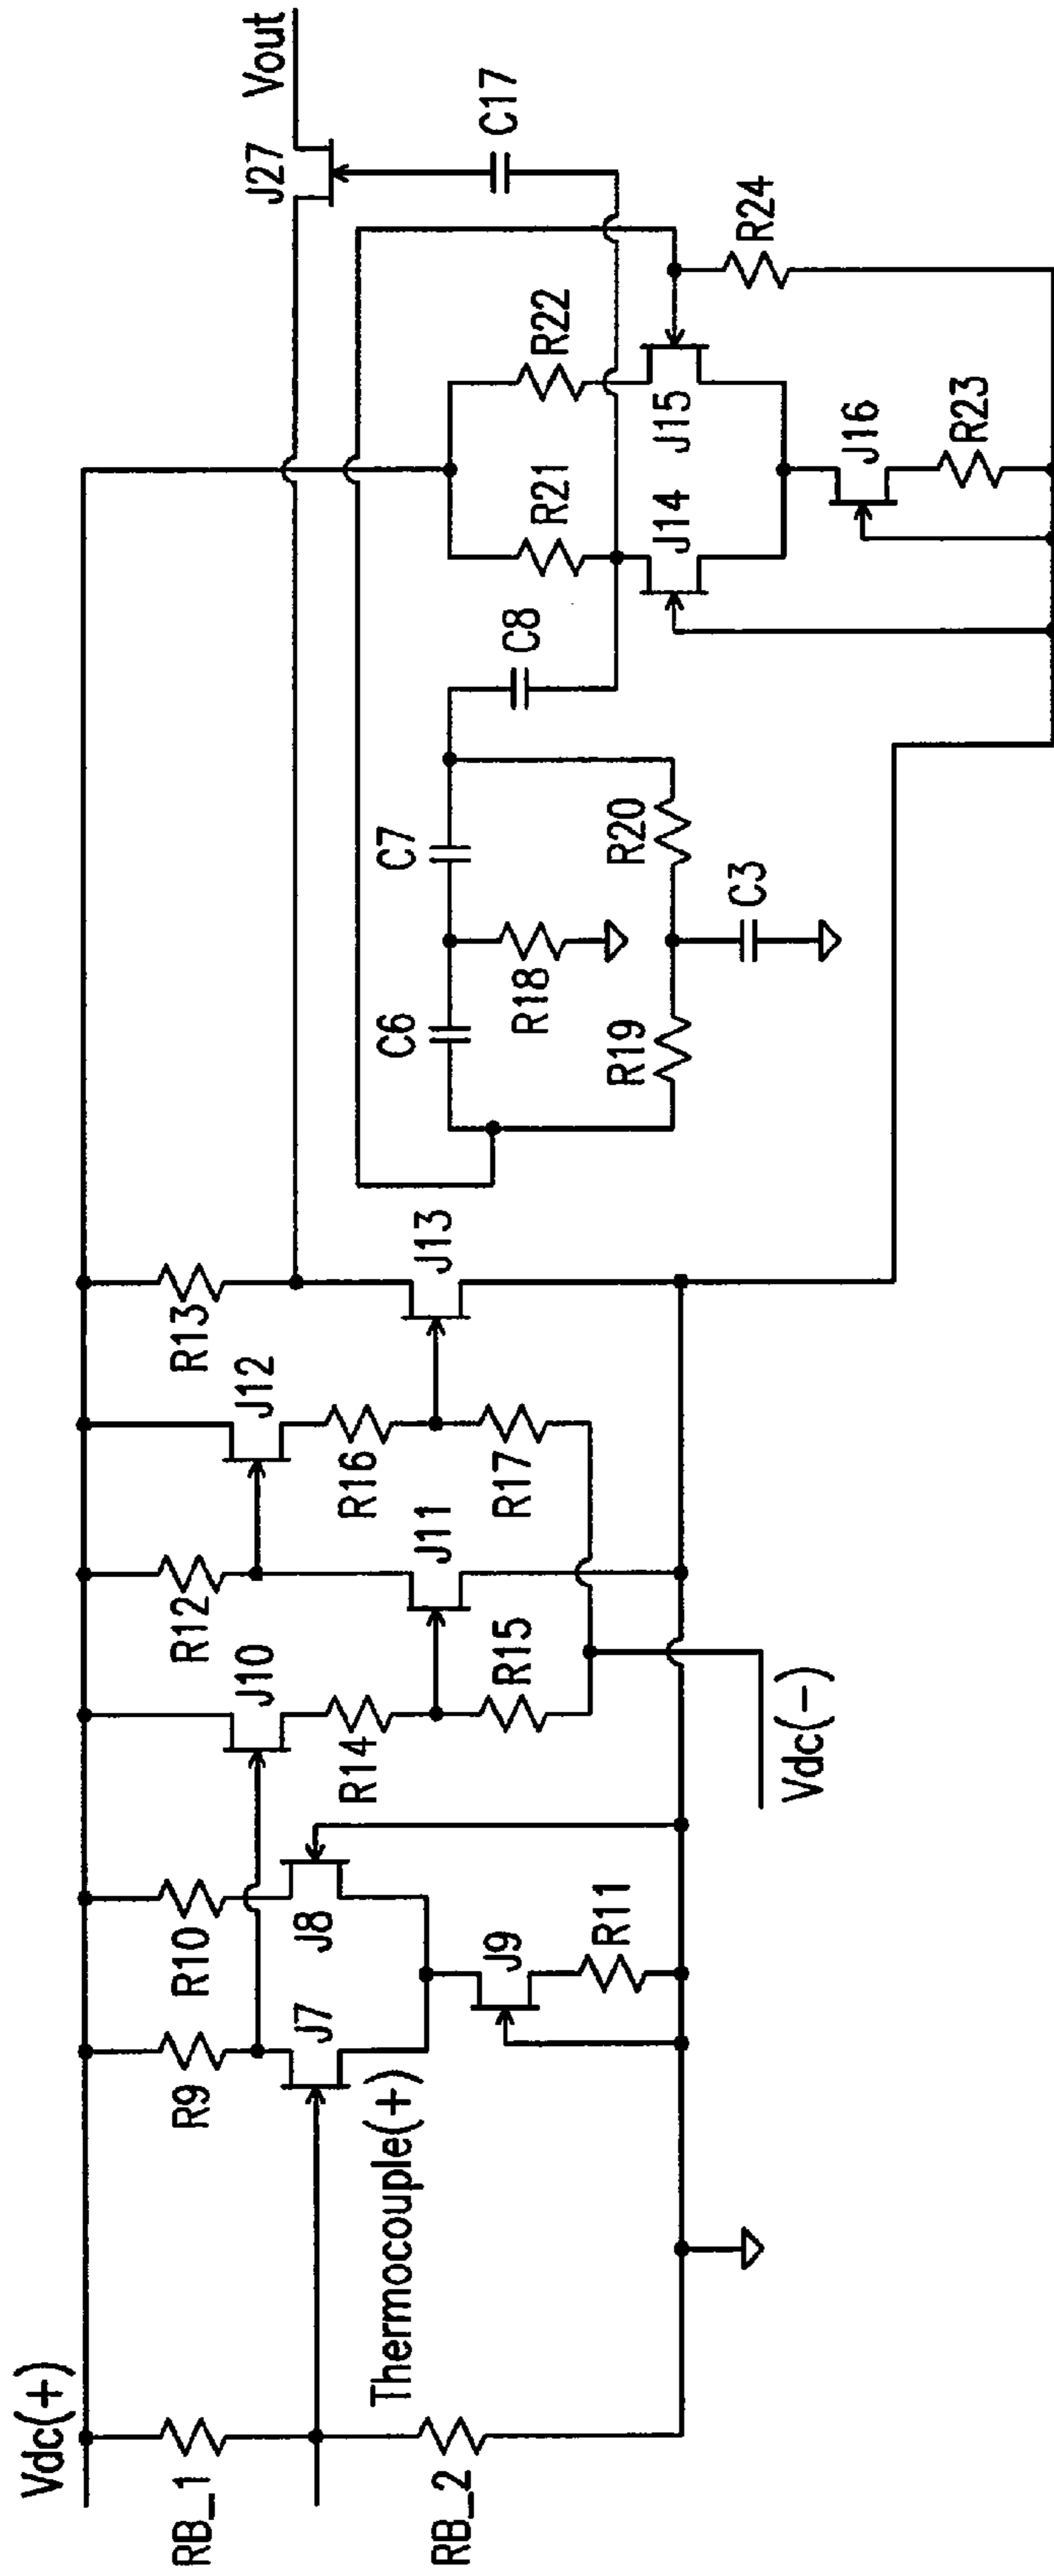 Vdc(+)
RB_1
RB_2
Thermocouple(+)
R9
R10
J7
J8
J9
R11
J10
R12
J12
R13
R14
J11
R16
J13
R15
R17
Vdc(-)
C6
C7
C8
R18
R19
R20
C3
R21
R22
J14
J15
J16
R23
R24
J27
Vout
C17